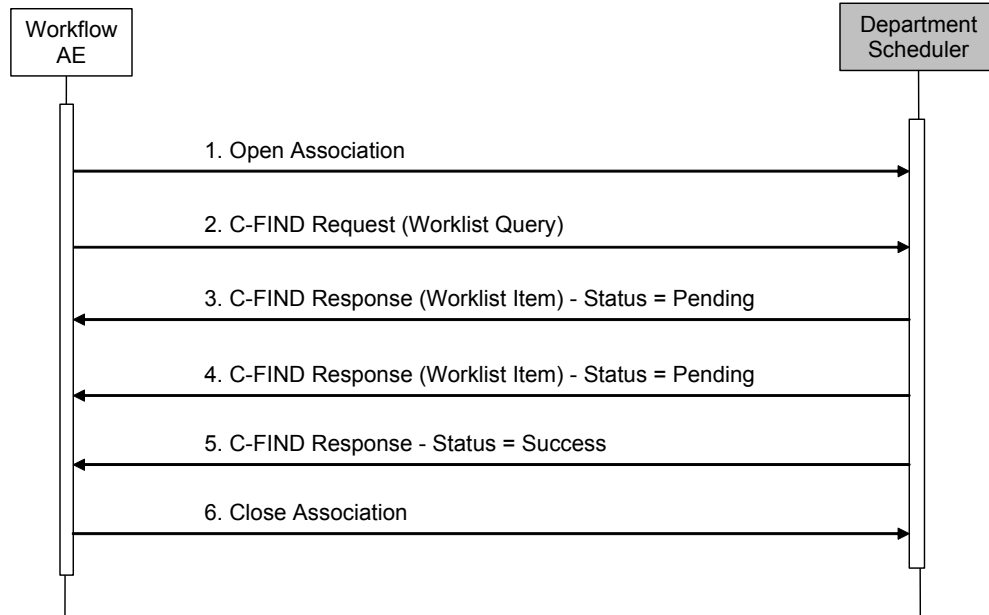 Workflow
AE
Department
Scheduler
1. Open Association
2. C-FIND Request (Worklist Query)
3. C-FIND Response (Worklist Item) - Status = Pending
4. C-FIND Response (Worklist Item) - Status = Pending
5. C-FIND Response - Status = Success
6. Close Association